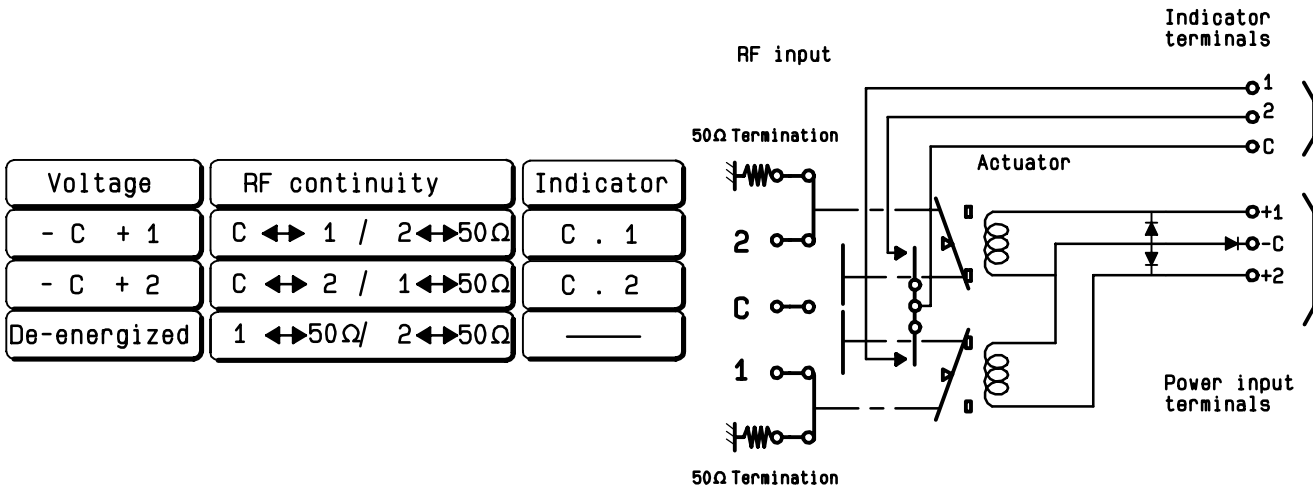 Voltage RF continuity Indicator
- C + 1 C ◄► 1 / 2◄►50Ω C . 1
- C + 2 C ◄► 2 / 1◄►50Ω C . 2
De-energized 1 ◄►50Ω/ 2◄►50Ω ———
Indicator
terminals
RF input
1
2
C
50Ω Termination
Actuator
2
C
1
+1
-C
+2
Power input
terminals
50Ω Termination